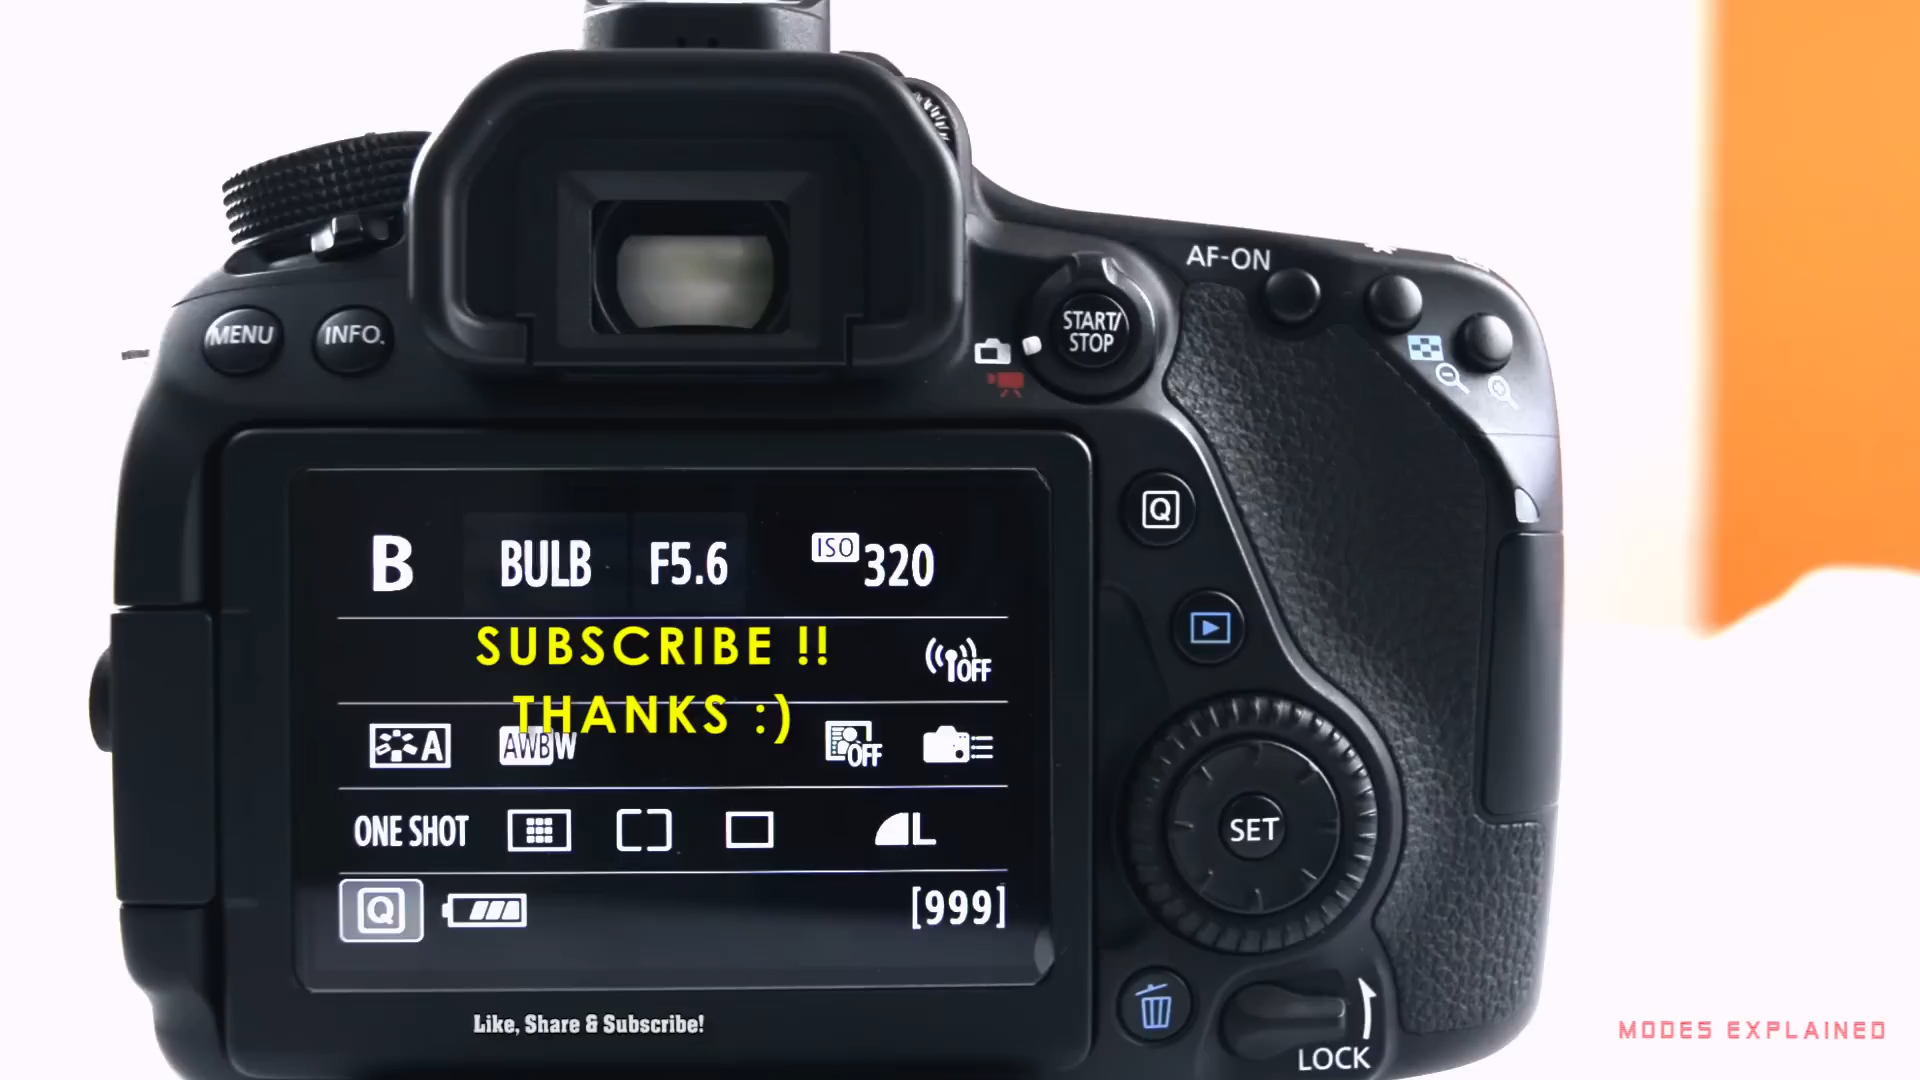 AF-ON
MENU
INFO.
START/
STOP
Q
B BULB F5.6 ISO 320
SUBSCRIBE !!
OFF
THANKS :)
A AWB W OFF
SET
ONE SHOT L
Q [999]
Like, Share & Subscribe!
LOCK
MODES EXPLAINED